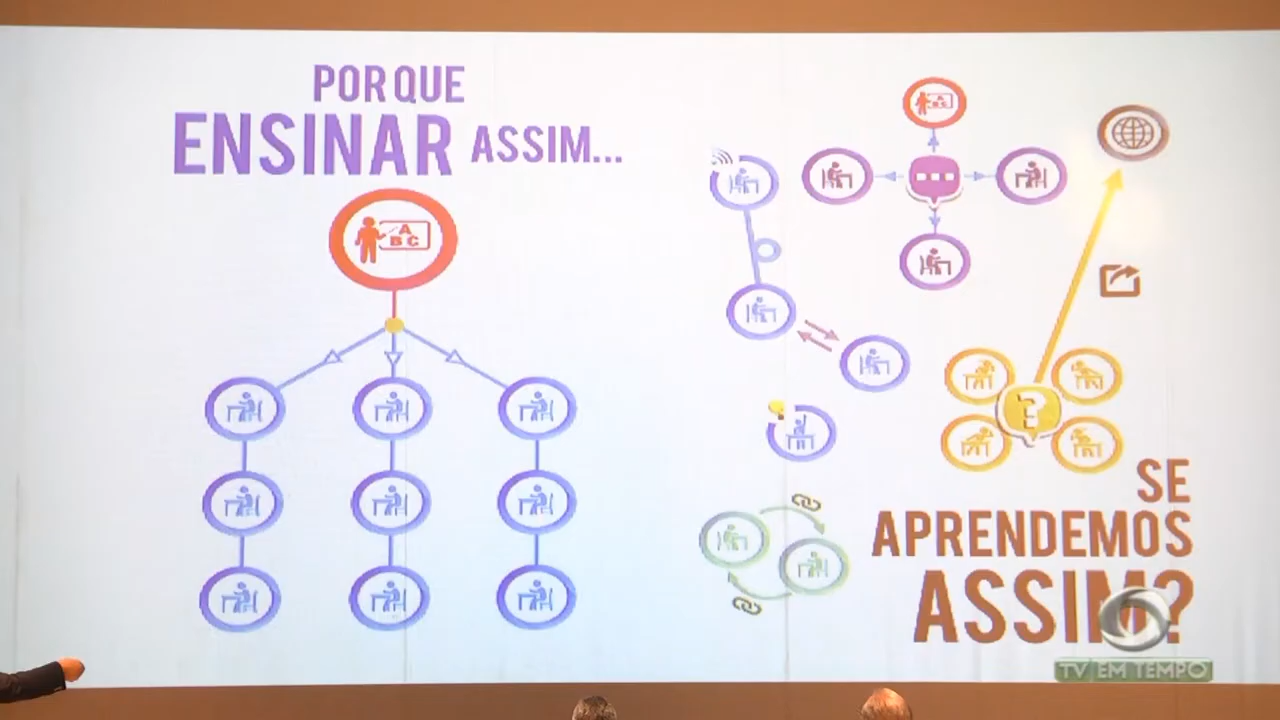 POR QUE
ENSINAR ASSIM...
A
B C
A
B C
?
SE
APRENDEMOS
ASSIM?
TV EM TEMPO